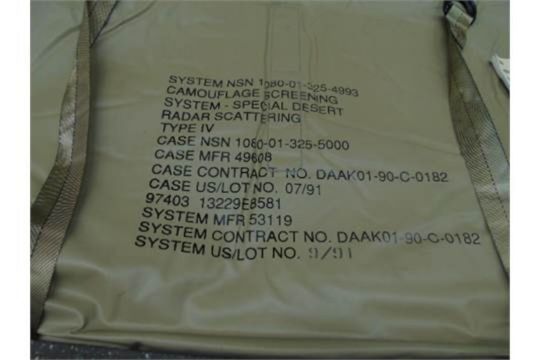 SYSTEM NSN 1080-01-325-4993
CAMOUFLAGE SCREENING
SYSTEM - SPECIAL DESERT
RADAR SCATTERING
TYPE IV
CASE NSN 1080-01-325-5000
CASE MFR 49608
CASE CONTRACT NO. DAAK01-90-C-0182
CASE US/LOT NO. 07/91
97403 13229E8581
SYSTEM MFR 53119
SYSTEM CONTRACT NO. DAAK01-90-C-0182
SYSTEM US/LOT NO. 9/91